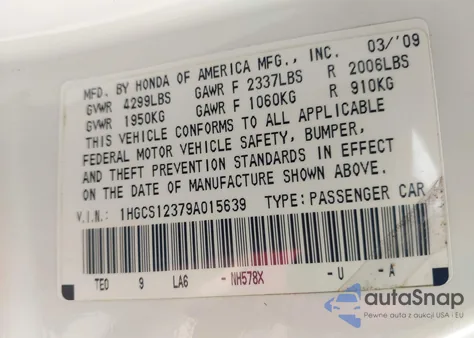 MFD. BY HONDA OF AMERICA MFG., INC. 03/'09
GVWR 4299LBS GAWR F 2337LBS R 2006LBS
GVWR 1950KG GAWR F 1060KG R 910KG
THIS VEHICLE CONFORMS TO ALL APPLICABLE
FEDERAL MOTOR VEHICLE SAFETY, BUMPER,
AND THEFT PREVENTION STANDARDS IN EFFECT
ON THE DATE OF MANUFACTURE SHOWN ABOVE.
V.I.N.: 1HGCS12379A015639 TYPE: PASSENGER CAR
TEO 9 LA6 -NH578X -U -A
autoSnap
Pewne auta z aukcji USA i EU